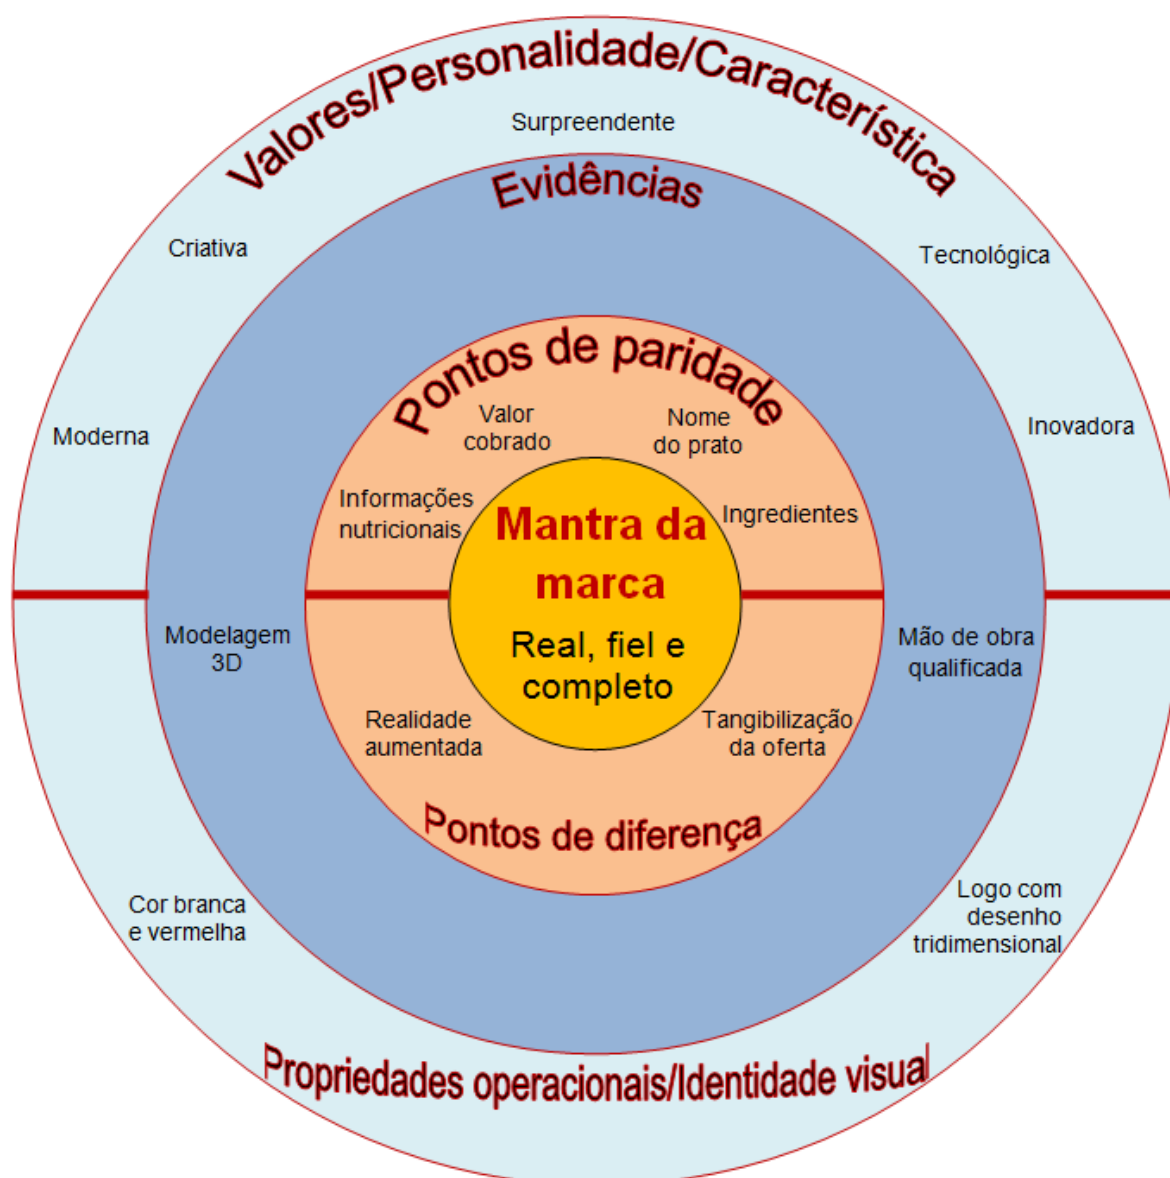 Valores/Personalidade/Característica
Surpreendente
Criativa
Tecnológica
Moderna
Inovadora
Evidências
Modelagem
3D
Mão de obra
qualificada
Pontos de paridade
Valor
cobrado
Nome
do prato
Informações
nutricionais
Ingredientes
Mantra da
marca
Real, fiel e
completo
Realidade
aumentada
Tangibilização
da oferta
Pontos de diferença
Cor branca
e vermelha
Logo com
desenho
tridimensional
Propriedades operacionais/Identidade visual